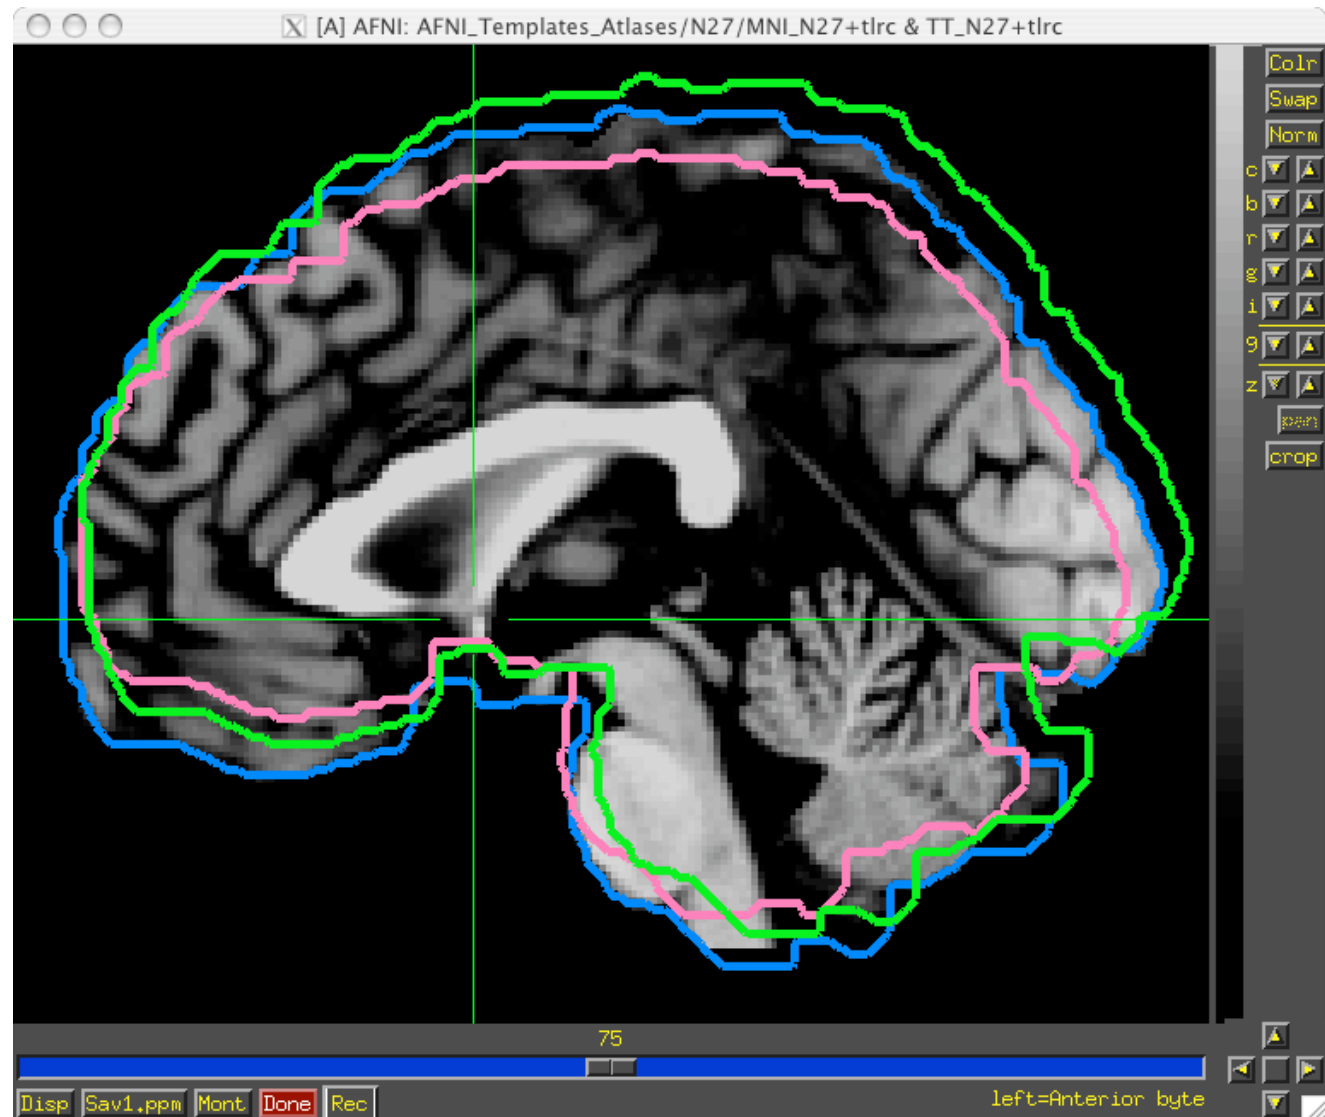 [A] AFNI: AFNI_Templates_Atlases/N27/MNI_N27+tlrc & TT_N27+tlrc
Colr
Swap
Norm
c
b
r
g
i
9
z
pan
crop
75
Disp Sav1.ppm Mont Done Rec left=Anterior byte